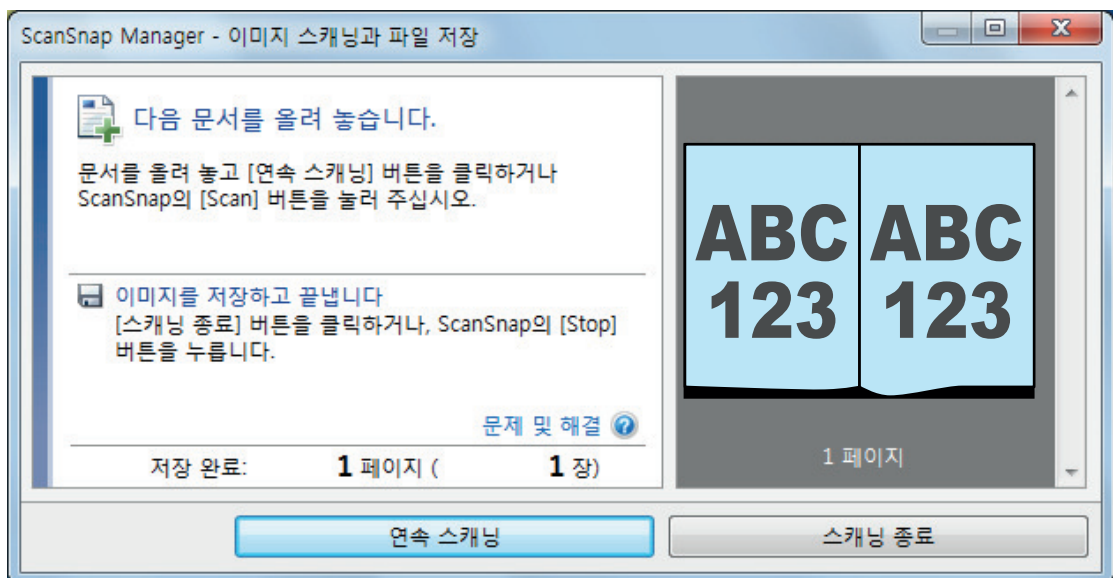 ScanSnap Manager - 이미지 스캐닝과 파일 저장
다음 문서를 올려 놓습니다.
문서를 올려 놓고 [연속 스캐닝] 버튼을 클릭하거나
ScanSnap의 [Scan] 버튼을 눌러 주십시오.
이미지를 저장하고 끝냅니다
[스캐닝 종료] 버튼을 클릭하거나, ScanSnap의 [Stop]
버튼을 누릅니다.
문제 및 해결 ?
저장 완료: 1 페이지 ( 1 장)
ABC ABC
123 123
1 페이지
연속 스캐닝
스캐닝 종료